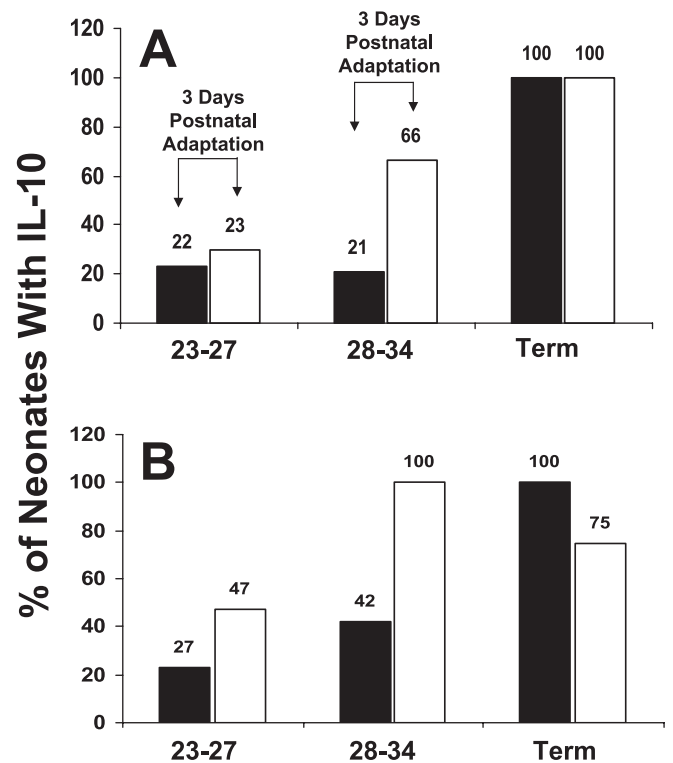 % of Neonates With IL-10
A
120
100
80
60
40
20
0
3 Days
Postnatal
Adaptation
3 Days
Postnatal
Adaptation
22
23
21
66
100
100
23-27
28-34
Term
B
120
100
80
60
40
20
0
27
47
42
100
100
75
23-27
28-34
Term